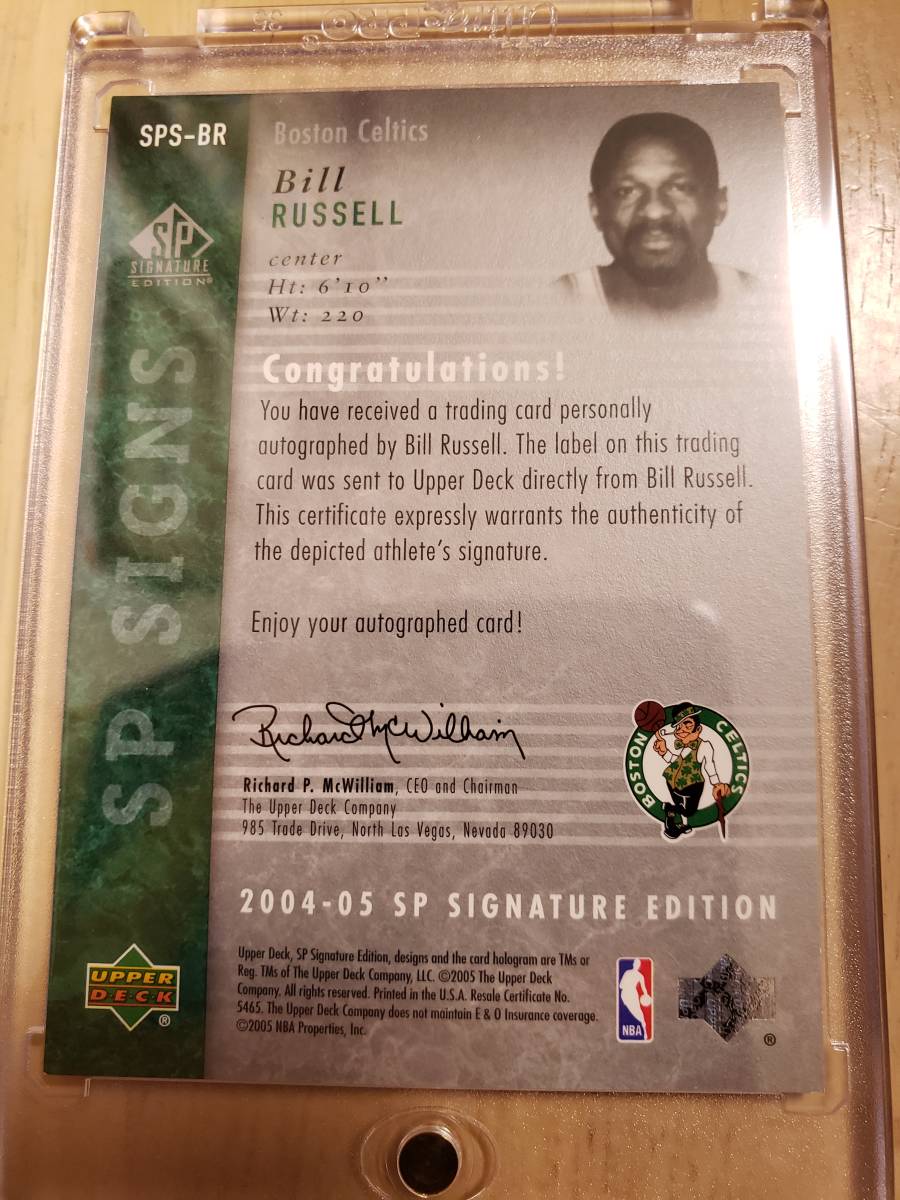 ULTRA PRO
SPS-BR
Boston Celtics
Bill
RUSSELL
center
Ht: 6'10"
Wt: 220
SP
SIGNATURE
EDITION®
SP SIGNS
Congratulations!
You have received a trading card personally
autographed by Bill Russell. The label on this trading
card was sent to Upper Deck directly from Bill Russell.
This certificate expressly warrants the authenticity of
the depicted athlete's signature.
Enjoy your autographed card!
Richard McWilliam
Richard P. McWilliam, CEO and Chairman
The Upper Deck Company
985 Trade Drive, North Las Vegas, Nevada 89030
BOSTON CELTICS
2004-05 SP SIGNATURE EDITION
UPPER
DECK
®
Upper Deck, SP Signature Edition, designs and the card hologram are TMs or
Reg. TMs of The Upper Deck Company, LLC. ©2005 The Upper Deck
Company. All rights reserved. Printed in the U.S.A. Resale Certificate No.
5465. The Upper Deck Company does not maintain E & O Insurance coverage.
©2005 NBA Properties, Inc.
NBA
®